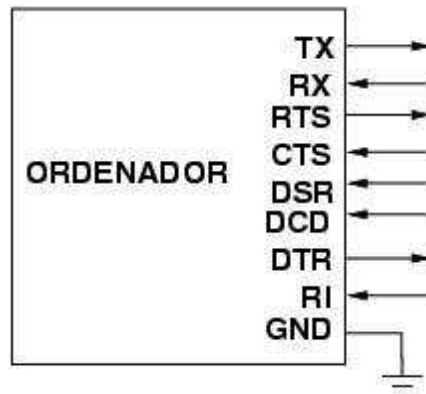 TX
RX
RTS
CTS
ORDENADOR
DSR
DCD
DTR
RI
GND